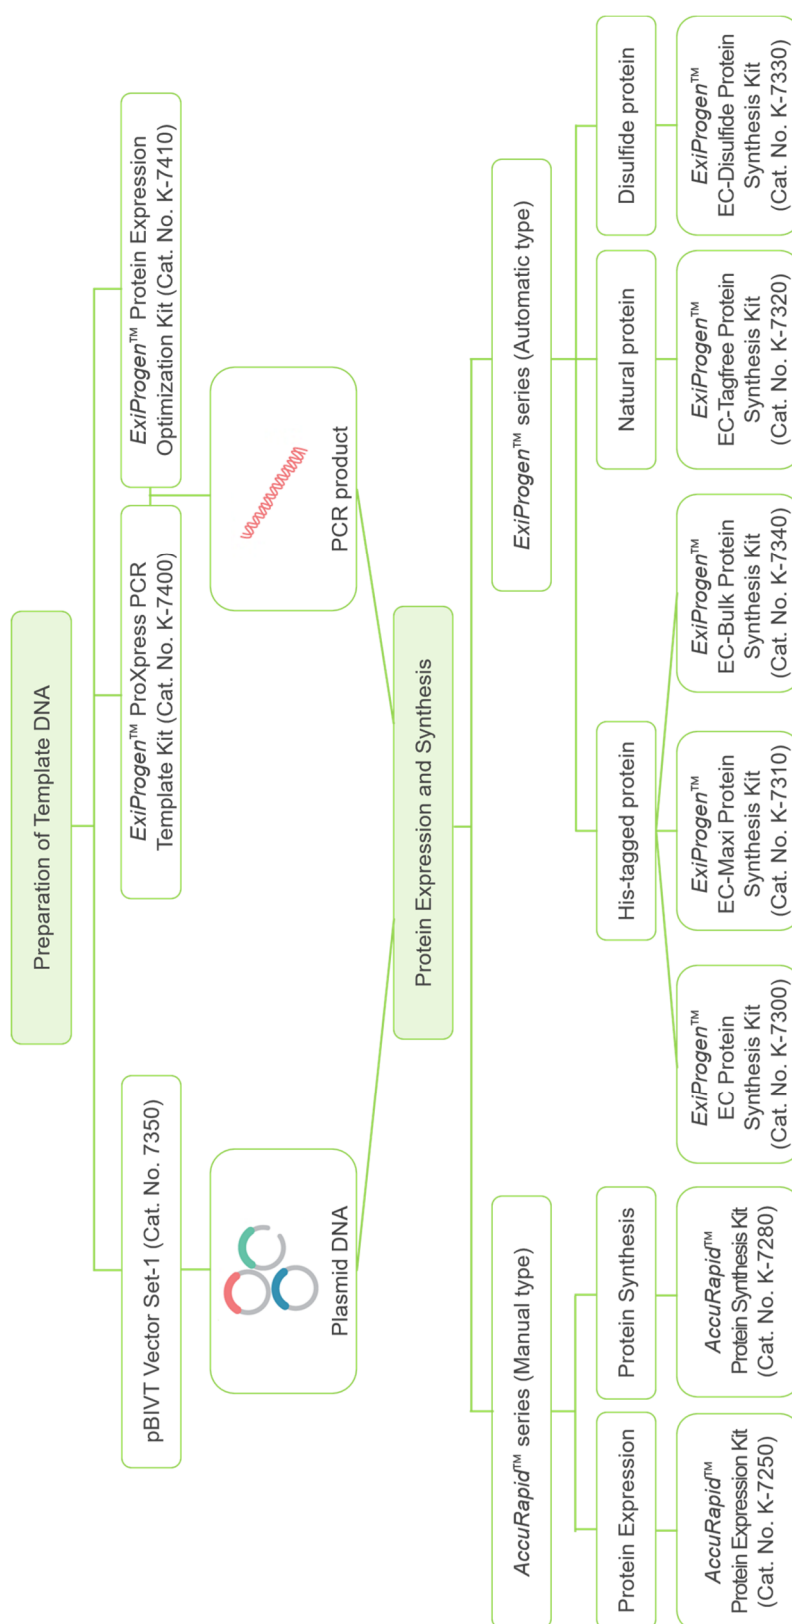 Preparation of Template DNA
pBIVT Vector Set-1 (Cat. No. 7350)
ExiProgen™ ProXpress PCR
Template Kit (Cat. No. K-7400)
ExiProgen™ Protein Expression
Optimization Kit (Cat. No. K-7410)
Plasmid DNA
PCR product
Protein Expression and Synthesis
AccuRapid™ series (Manual type)
ExiProgen™ series (Automatic type)
Protein Expression
Protein Synthesis
His-tagged protein
Natural protein
Disulfide protein
AccuRapid™
Protein Expression Kit
(Cat. No. K-7250)
AccuRapid™
Protein Synthesis Kit
(Cat. No. K-7280)
ExiProgen™
EC Protein
Synthesis Kit
(Cat. No. K-7300)
ExiProgen™
EC-Maxi Protein
Synthesis Kit
(Cat. No. K-7310)
ExiProgen™
EC-Bulk Protein
Synthesis Kit
(Cat. No. K-7340)
ExiProgen™
EC-Tagfree Protein
Synthesis Kit
(Cat. No. K-7320)
ExiProgen™
EC-Disulfide Protein
Synthesis Kit
(Cat. No. K-7330)